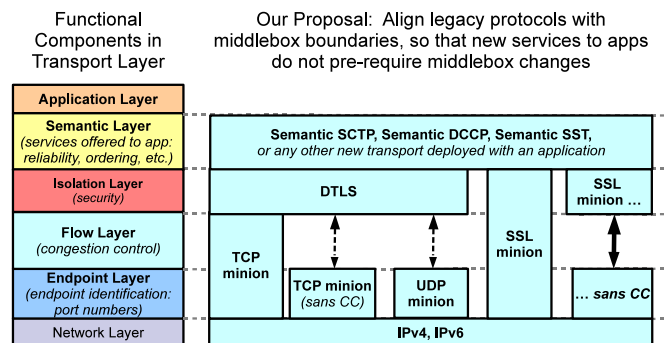 Functional
Components in
Transport Layer
Our Proposal: Align legacy protocols with
middlebox boundaries, so that new services to apps
do not pre-require middlebox changes
Application Layer
Semantic Layer
(services offered to app:
reliability, ordering, etc.)
Isolation Layer
(security)
Flow Layer
(congestion control)
Endpoint Layer
(endpoint identification:
port numbers)
Network Layer
Semantic SCTP, Semantic DCCP, Semantic SST,
or any other new transport deployed with an application
DTLS
SSL
minion ...
TCP
minion
SSL
minion
TCP minion
(sans CC)
UDP
minion
... sans CC
IPv4, IPv6